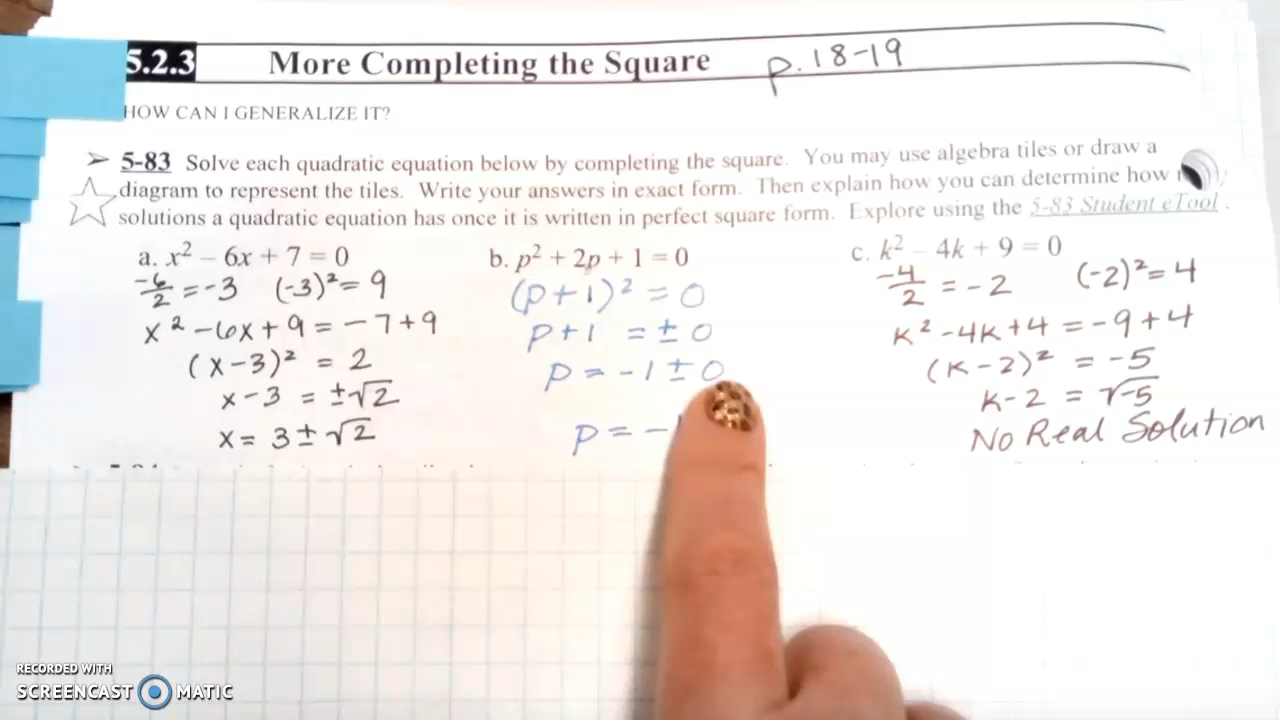 5.2.3 More Completing the Square p. 18-19
HOW CAN I GENERALIZE IT?
➢ 5-83 Solve each quadratic equation below by completing the square. You may use algebra tiles or draw a
diagram to represent the tiles. Write your answers in exact form. Then explain how you can determine how
solutions a quadratic equation has once it is written in perfect square form. Explore using the 5-83 Student eTool.
a. x² – 6x + 7 = 0
-6/2 = -3 (-3)² = 9
x² - 6x + 9 = -7 + 9
(x - 3)² = 2
x - 3 = ±√2
x = 3 ± √2
b. p² + 2p + 1 = 0
(p + 1)² = 0
p + 1 = ± 0
p = -1 ± 0
p = -
c. k² – 4k + 9 = 0
-4/2 = -2 (-2)² = 4
k² - 4k + 4 = -9 + 4
(k - 2)² = -5
k - 2 = √-5
No Real Solution
RECORDED WITH
SCREENCAST MATIC